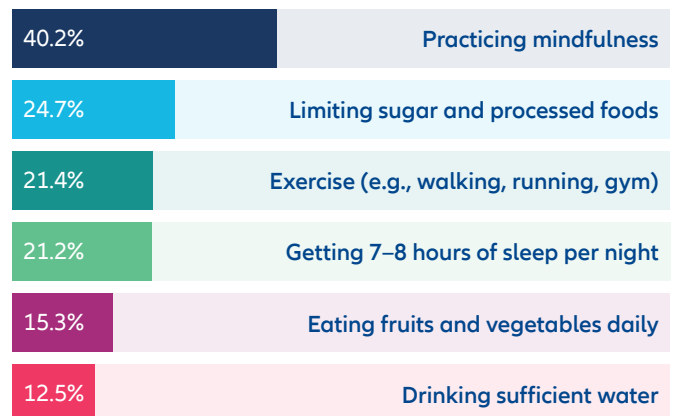 40.2% Practicing mindfulness
24.7% Limiting sugar and processed foods
21.4% Exercise (e.g., walking, running, gym)
21.2% Getting 7–8 hours of sleep per night
15.3% Eating fruits and vegetables daily
12.5% Drinking sufficient water